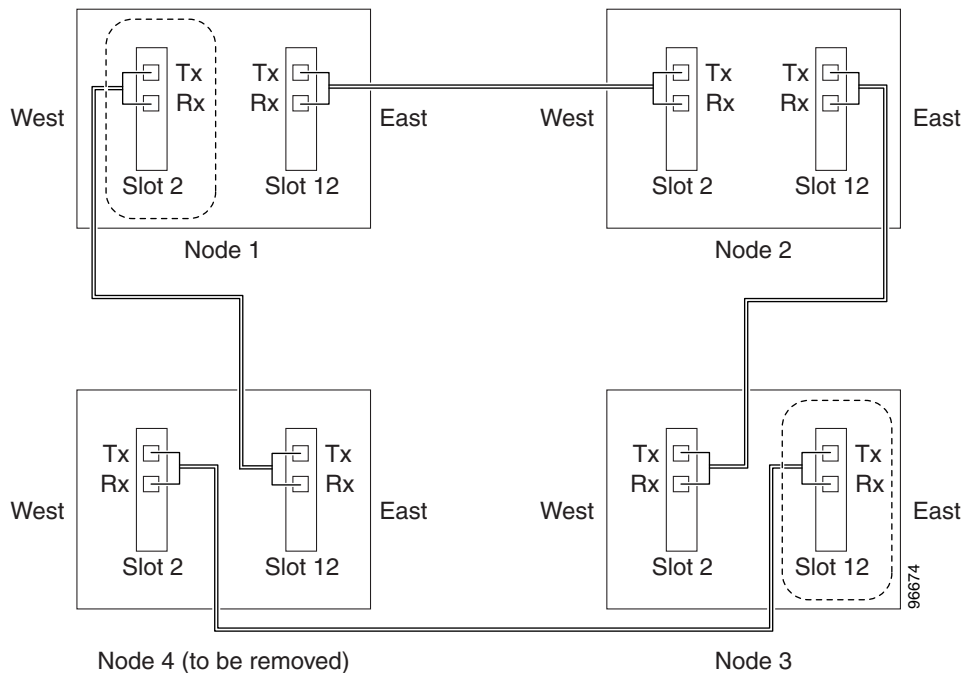 Tx Tx Tx Tx
Rx Rx Rx Rx
West East West East
Slot 2 Slot 12 Slot 2 Slot 12
Node 1 Node 2
Tx Tx Tx Tx
Rx Rx Rx Rx
West East West East
Slot 2 Slot 12 Slot 2 Slot 12
96674
Node 4 (to be removed) Node 3